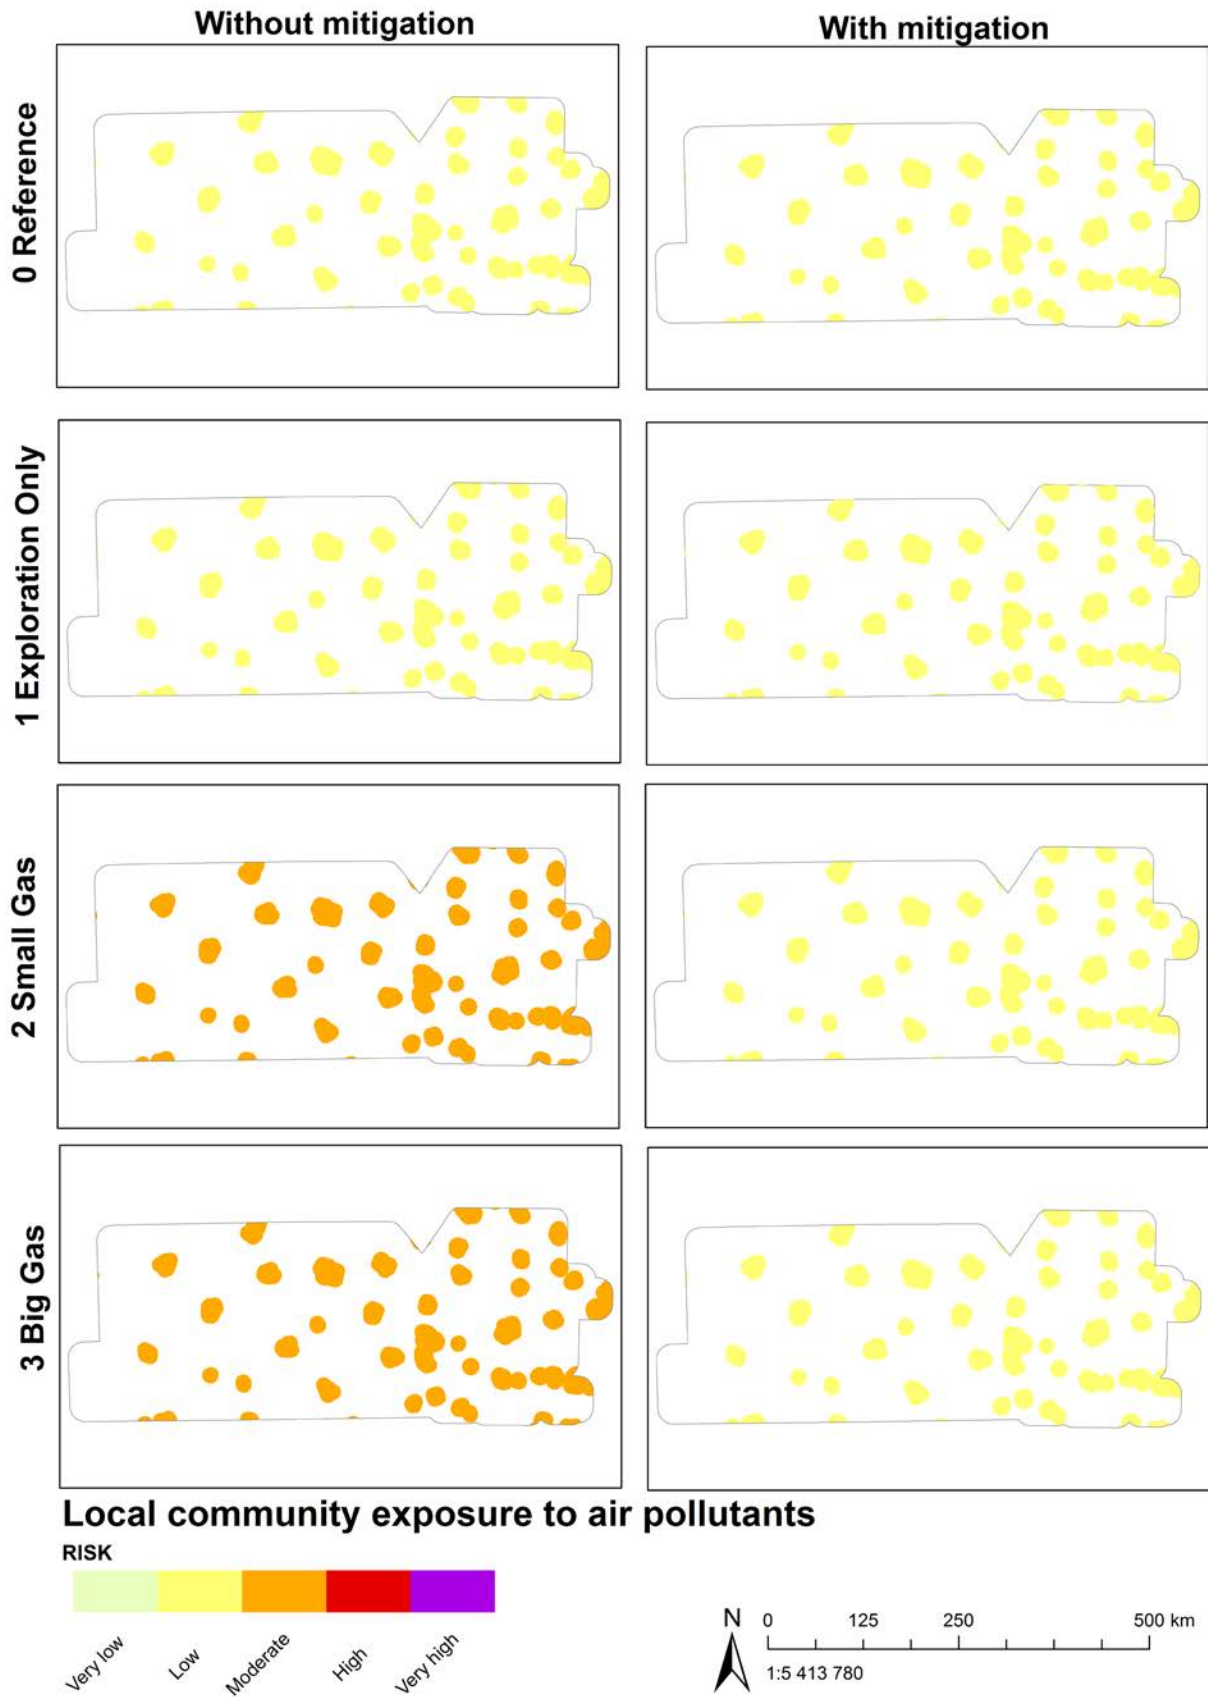 Without mitigation
With mitigation
0 Reference
1 Exploration Only
2 Small Gas
3 Big Gas
Local community exposure to air pollutants
RISK
Very low
Low
Moderate
High
Very high
N
0 125 250 500 km
1:5 413 780